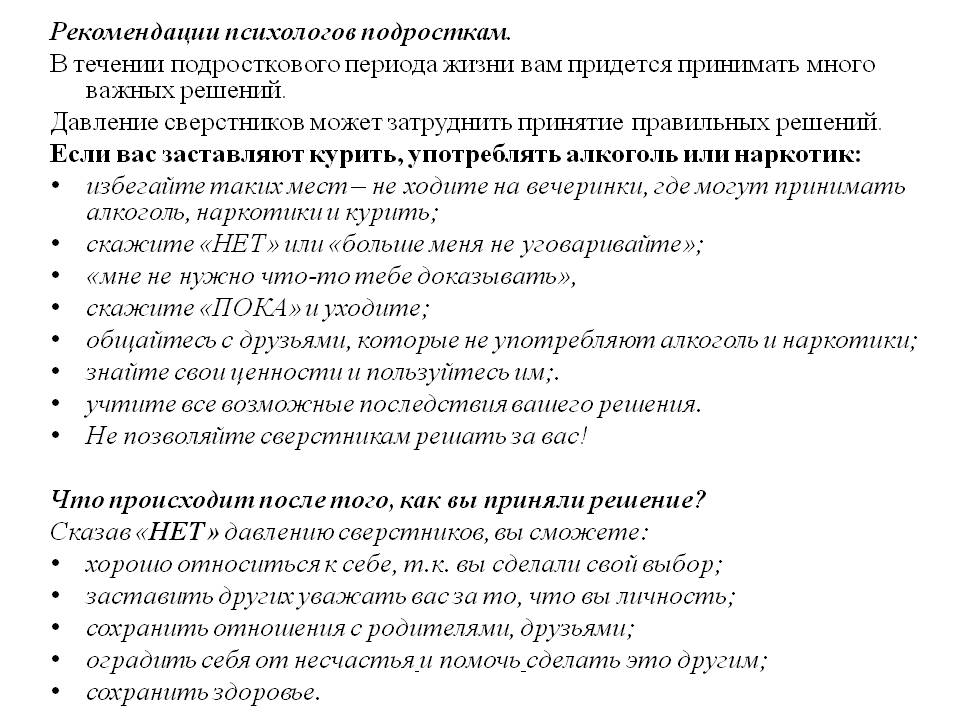 Рекомендации психологов подросткам.
В течении подросткового периода жизни вам придется принимать много
важных решений.
Давление сверстников может затруднить принятие правильных решений.
Если вас заставляют курить, употреблять алкоголь или наркотик:
• избегайте таких мест – не ходите на вечеринки, где могут принимать
алкоголь, наркотики и курить;
• скажите «НЕТ» или «больше меня не уговаривайте»;
• «мне не нужно что-то тебе доказывать»,
• скажите «ПОКА» и уходите;
• общайтесь с друзьями, которые не употребляют алкоголь и наркотики;
• знайте свои ценности и пользуйтесь им;.
• учтите все возможные последствия вашего решения.
• Не позволяйте сверстникам решать за вас!
Что происходит после того, как вы приняли решение?
Сказав «НЕТ» давлению сверстников, вы сможете:
• хорошо относиться к себе, т.к. вы сделали свой выбор;
• заставить других уважать вас за то, что вы личность;
• сохранить отношения с родителями, друзьями;
• оградить себя от несчастья и помочь сделать это другим;
• сохранить здоровье.